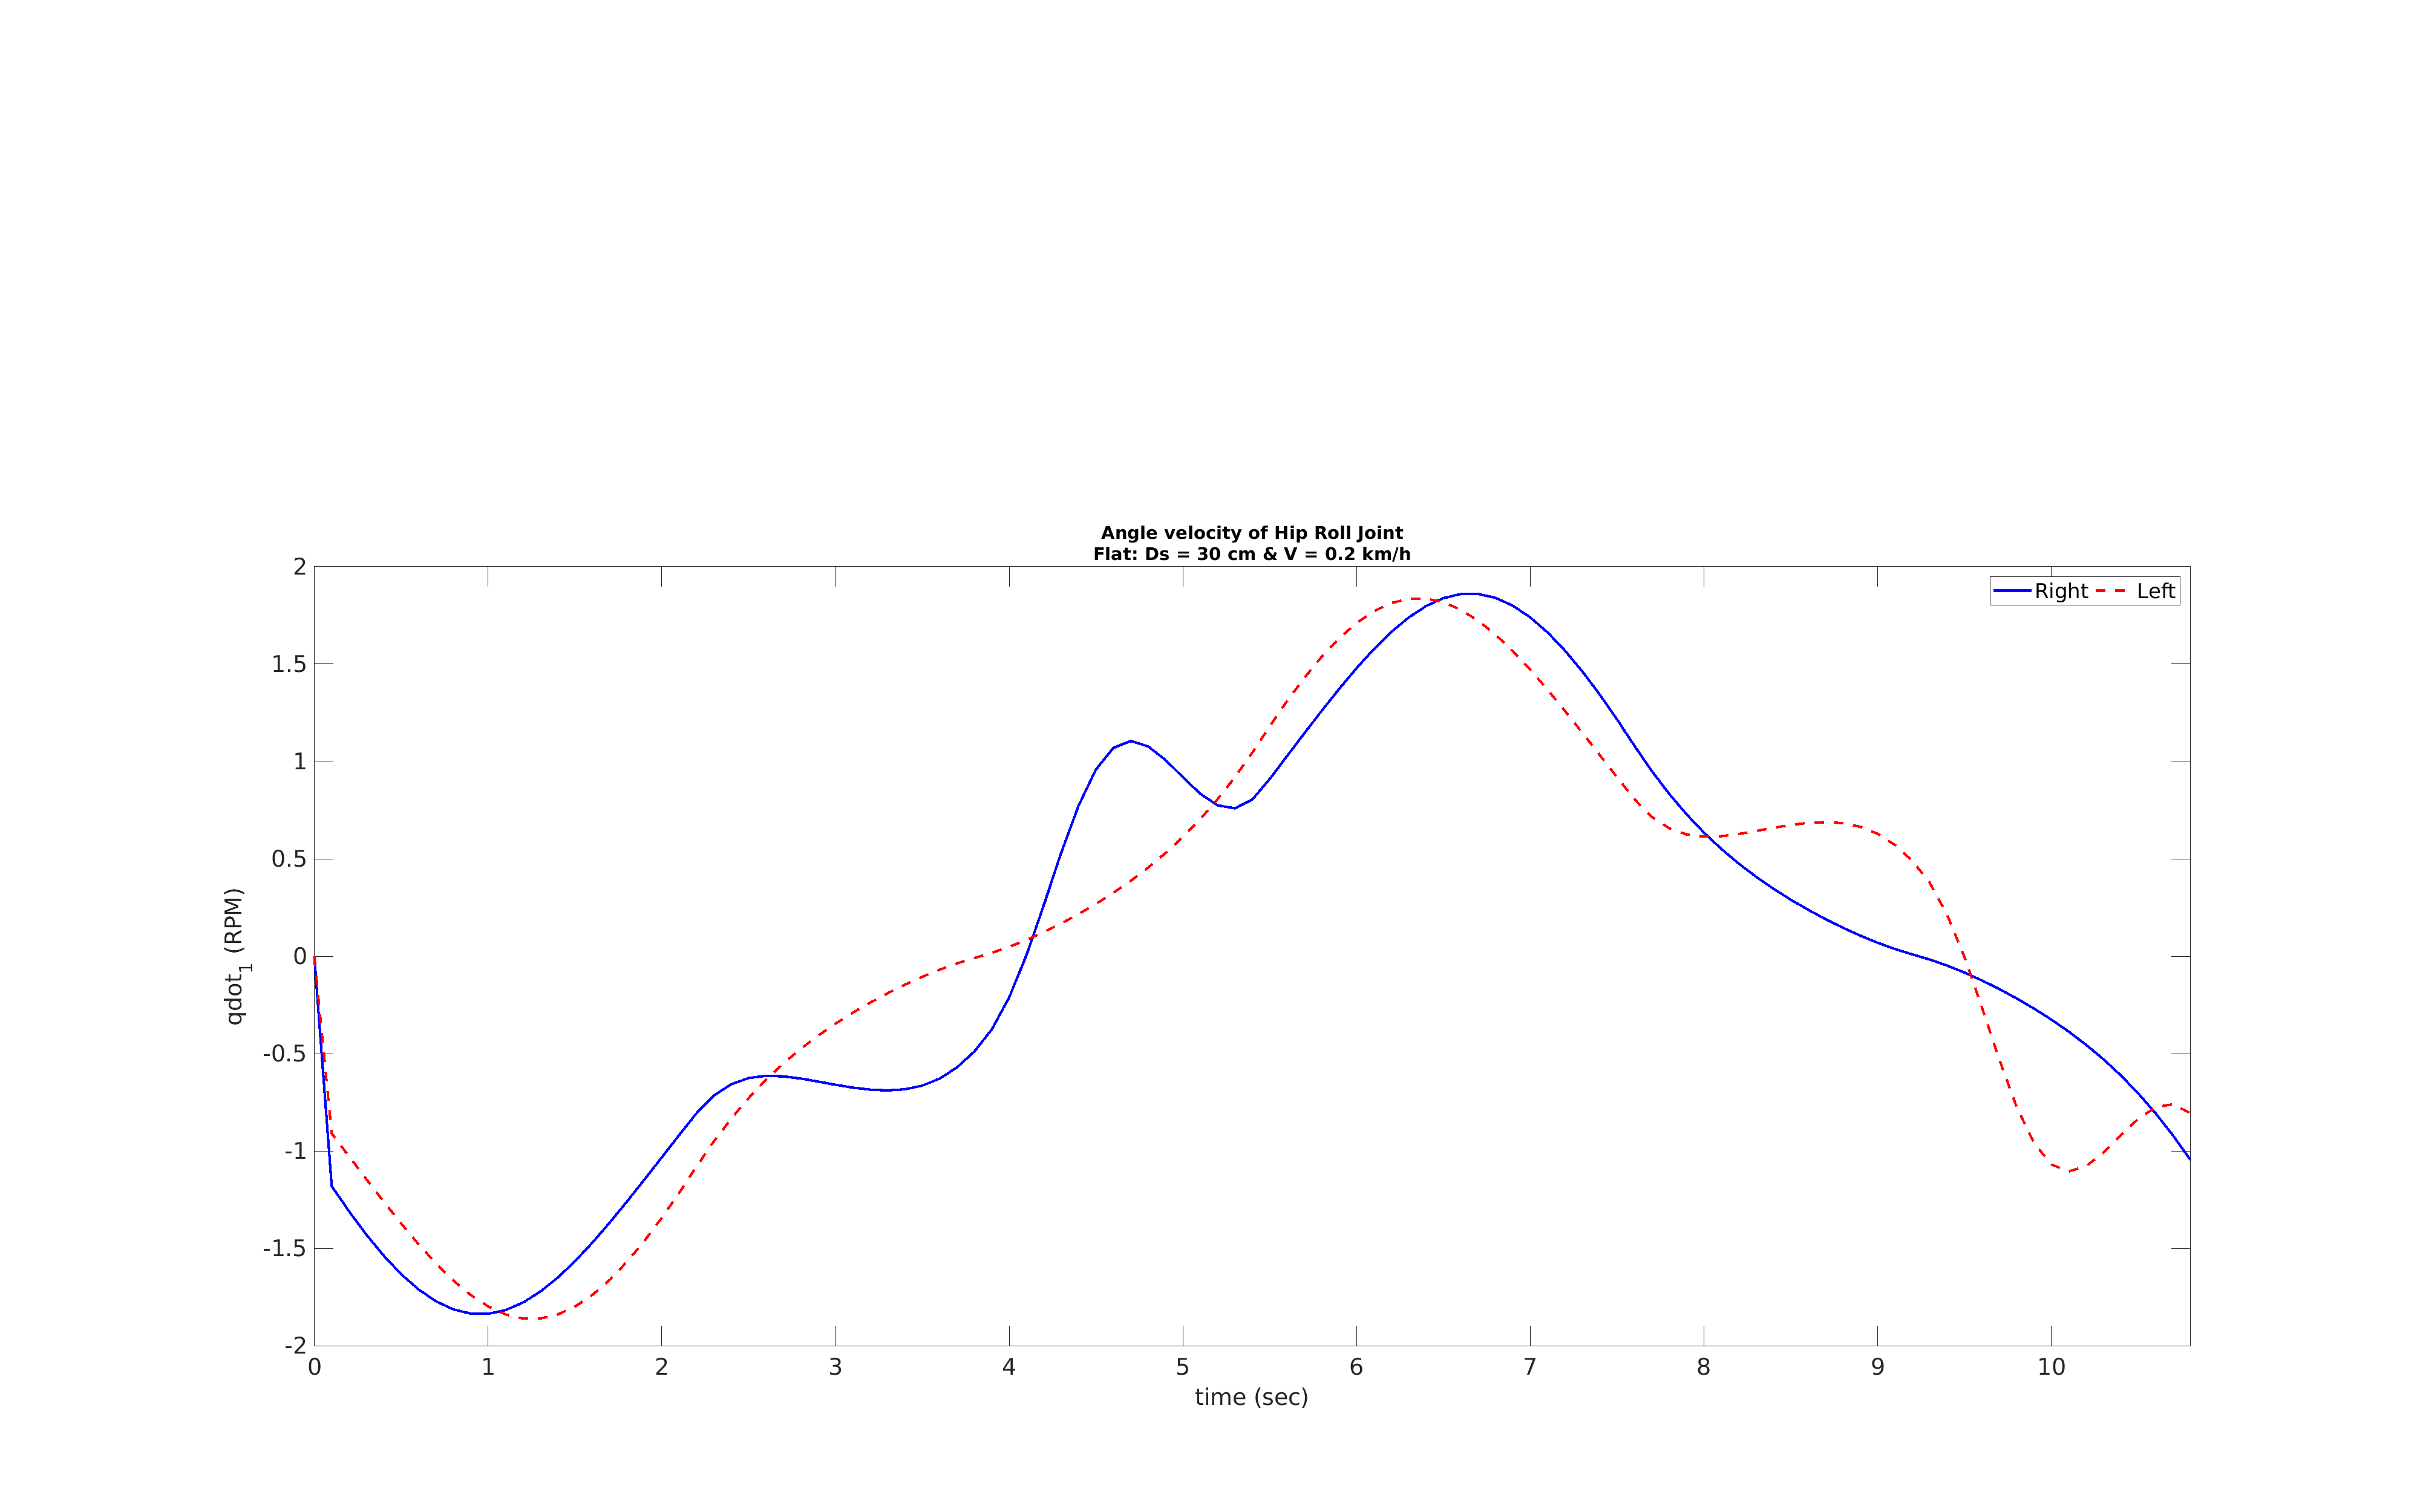 Angle velocity of Hip Roll Joint
Flat: Ds = 30 cm & V = 0.2 km/h
Right Left
2
1.5
1
0.5
0
-0.5
-1
-1.5
-2
qdot₁ (RPM)
0 1 2 3 4 5 6 7 8 9 10
time (sec)